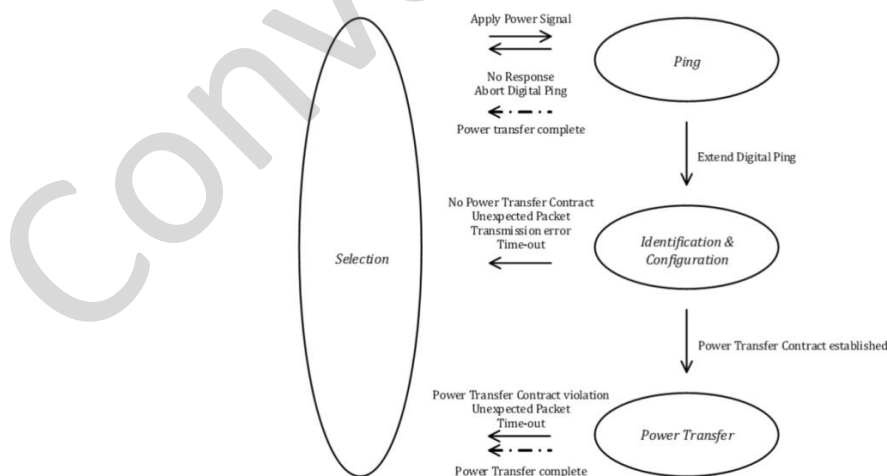 Conv
Apply Power Signal
Ping
No Response
Abort Digital Ping
Power transfer complete
Extend Digital Ping
No Power Transfer Contract
Unexpected Packet
Transmission error
Time-out
Selection
Identification &
Configuration
Power Transfer Contract established
Power Transfer Contract violation
Unexpected Packet
Time-out
Power Transfer
Power Transfer complete